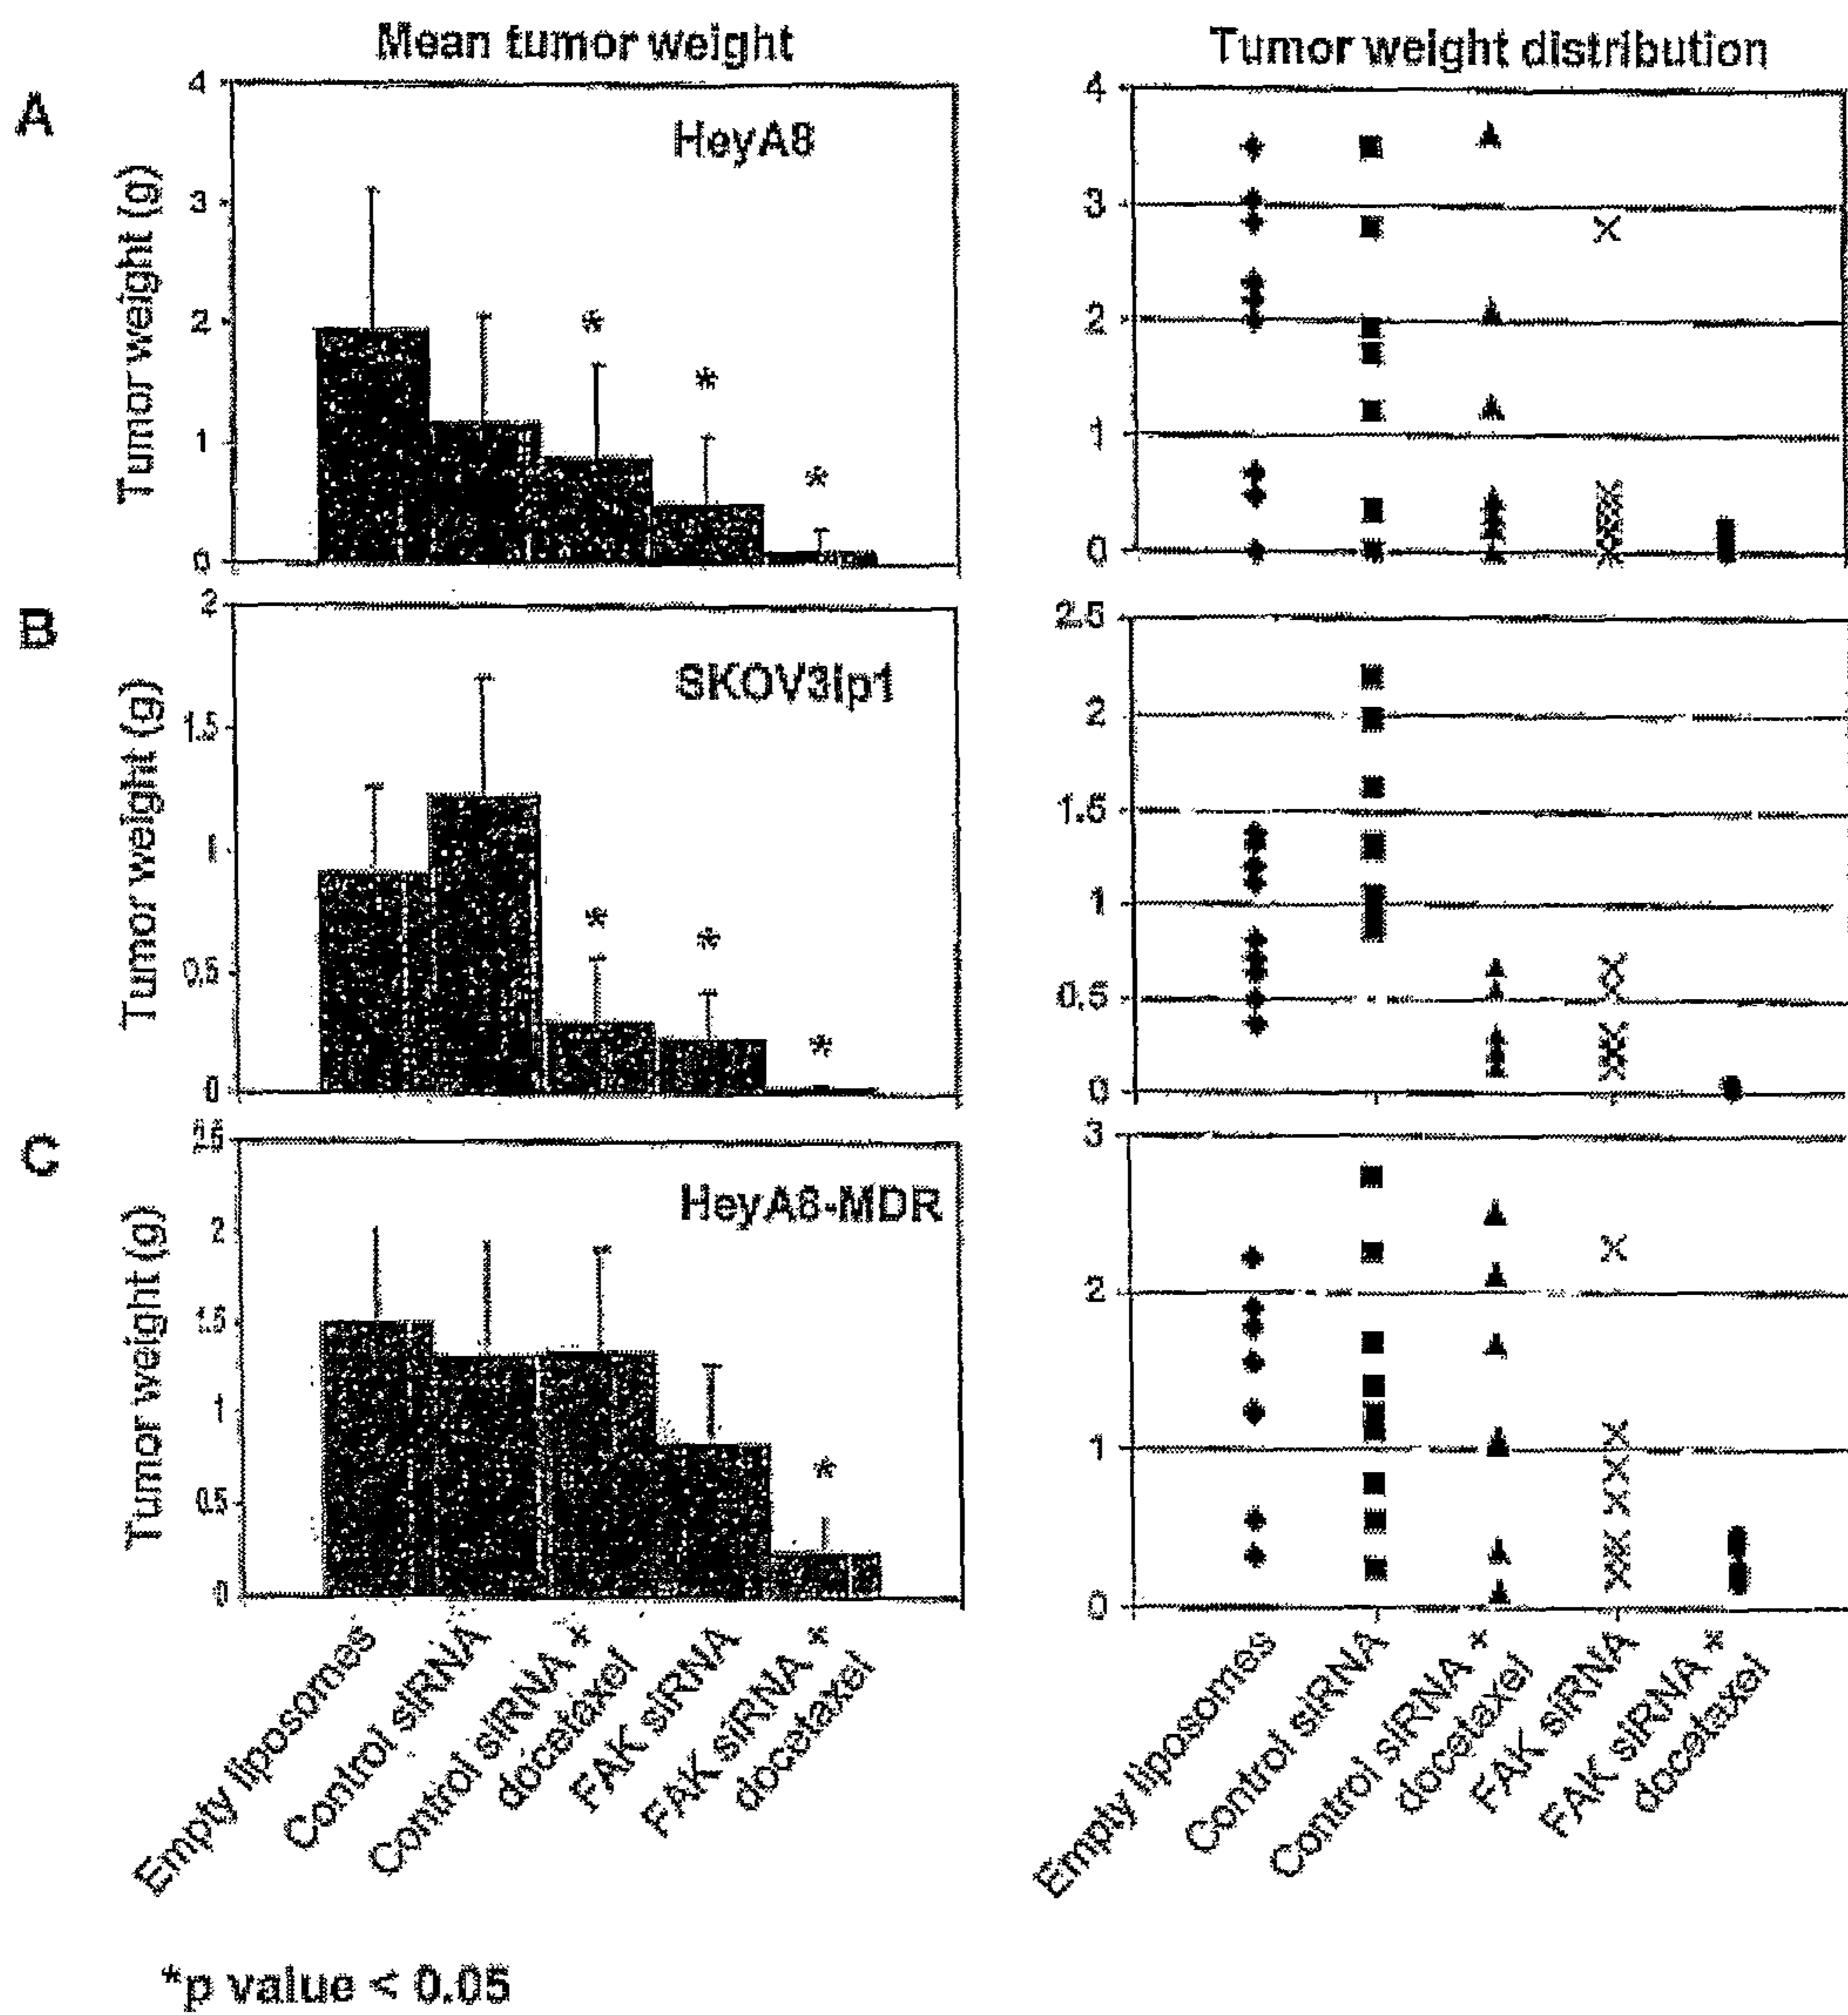 Mean tumor weight
Tumor weight distribution
A
Tumor weight (g)
4
3
2
1
0
HeyA8
*
*
*
4
3
2
1
0
B
Tumor weight (g)
2
1.5
1
0.5
0
SKOV3ip1
*
*
*
2.5
2
1.5
1
0.5
0
C
Tumor weight (g)
2.5
2
1.5
1
0.5
0
HeyA8-MDR
*
3
2
1
0
Empty liposomes
Control siRNA
Control siRNA +
docetaxel
FAK siRNA
FAK siRNA +
docetaxel
Empty liposomes
Control siRNA
Control siRNA +
docetaxel
FAK siRNA
FAK siRNA +
docetaxel
*p value < 0.05